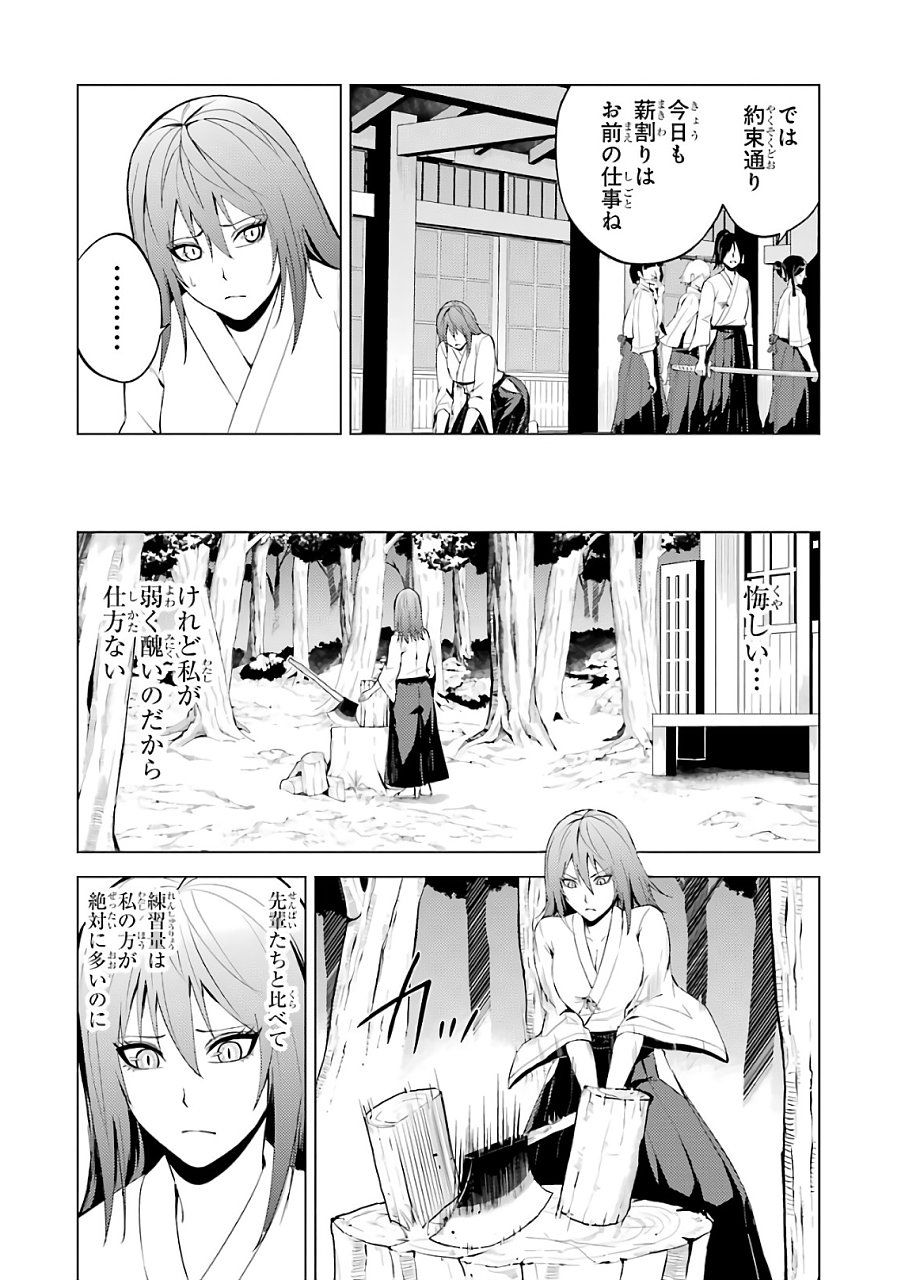 では
約束通り
今日も
薪割りは
お前の仕事ね
………
悔しい…
けれど私が
弱く醜いのだから
仕方ない
先輩たちと比べて
練習量は
私の方が
絶対に多いのに